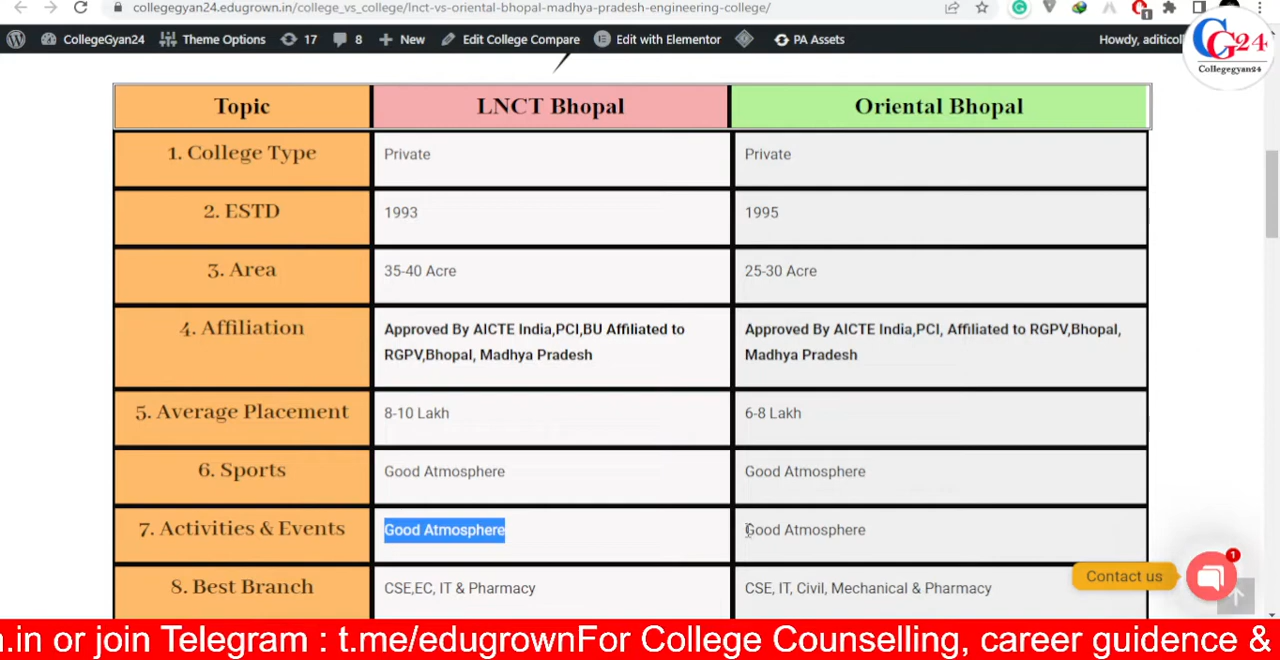 collegegyan24.edugrown.in/college_vs_college/lnct-vs-oriental-bhopal-madhya-pradesh-engineering-college/
CollegeGyan24 Theme Options 17 8 New Edit College Compare Edit with Elementor PA Assets Howdy, aditicoll
CG24
Collegegyan24
Topic LNCT Bhopal Oriental Bhopal
1. College Type Private Private
2. ESTD 1993 1995
3. Area 35-40 Acre 25-30 Acre
4. Affiliation Approved By AICTE India,PCI,BU Affiliated to Approved By AICTE India,PCI, Affiliated to RGPV,Bhopal,
RGPV,Bhopal, Madhya Pradesh Madhya Pradesh
5. Average Placement 8-10 Lakh 6-8 Lakh
6. Sports Good Atmosphere Good Atmosphere
7. Activities & Events Good Atmosphere Good Atmosphere
1
Contact us
8. Best Branch CSE,EC, IT & Pharmacy CSE, IT, Civil, Mechanical & Pharmacy
n.in or join Telegram : t.me/edugrownFor College Counselling, career guidence &